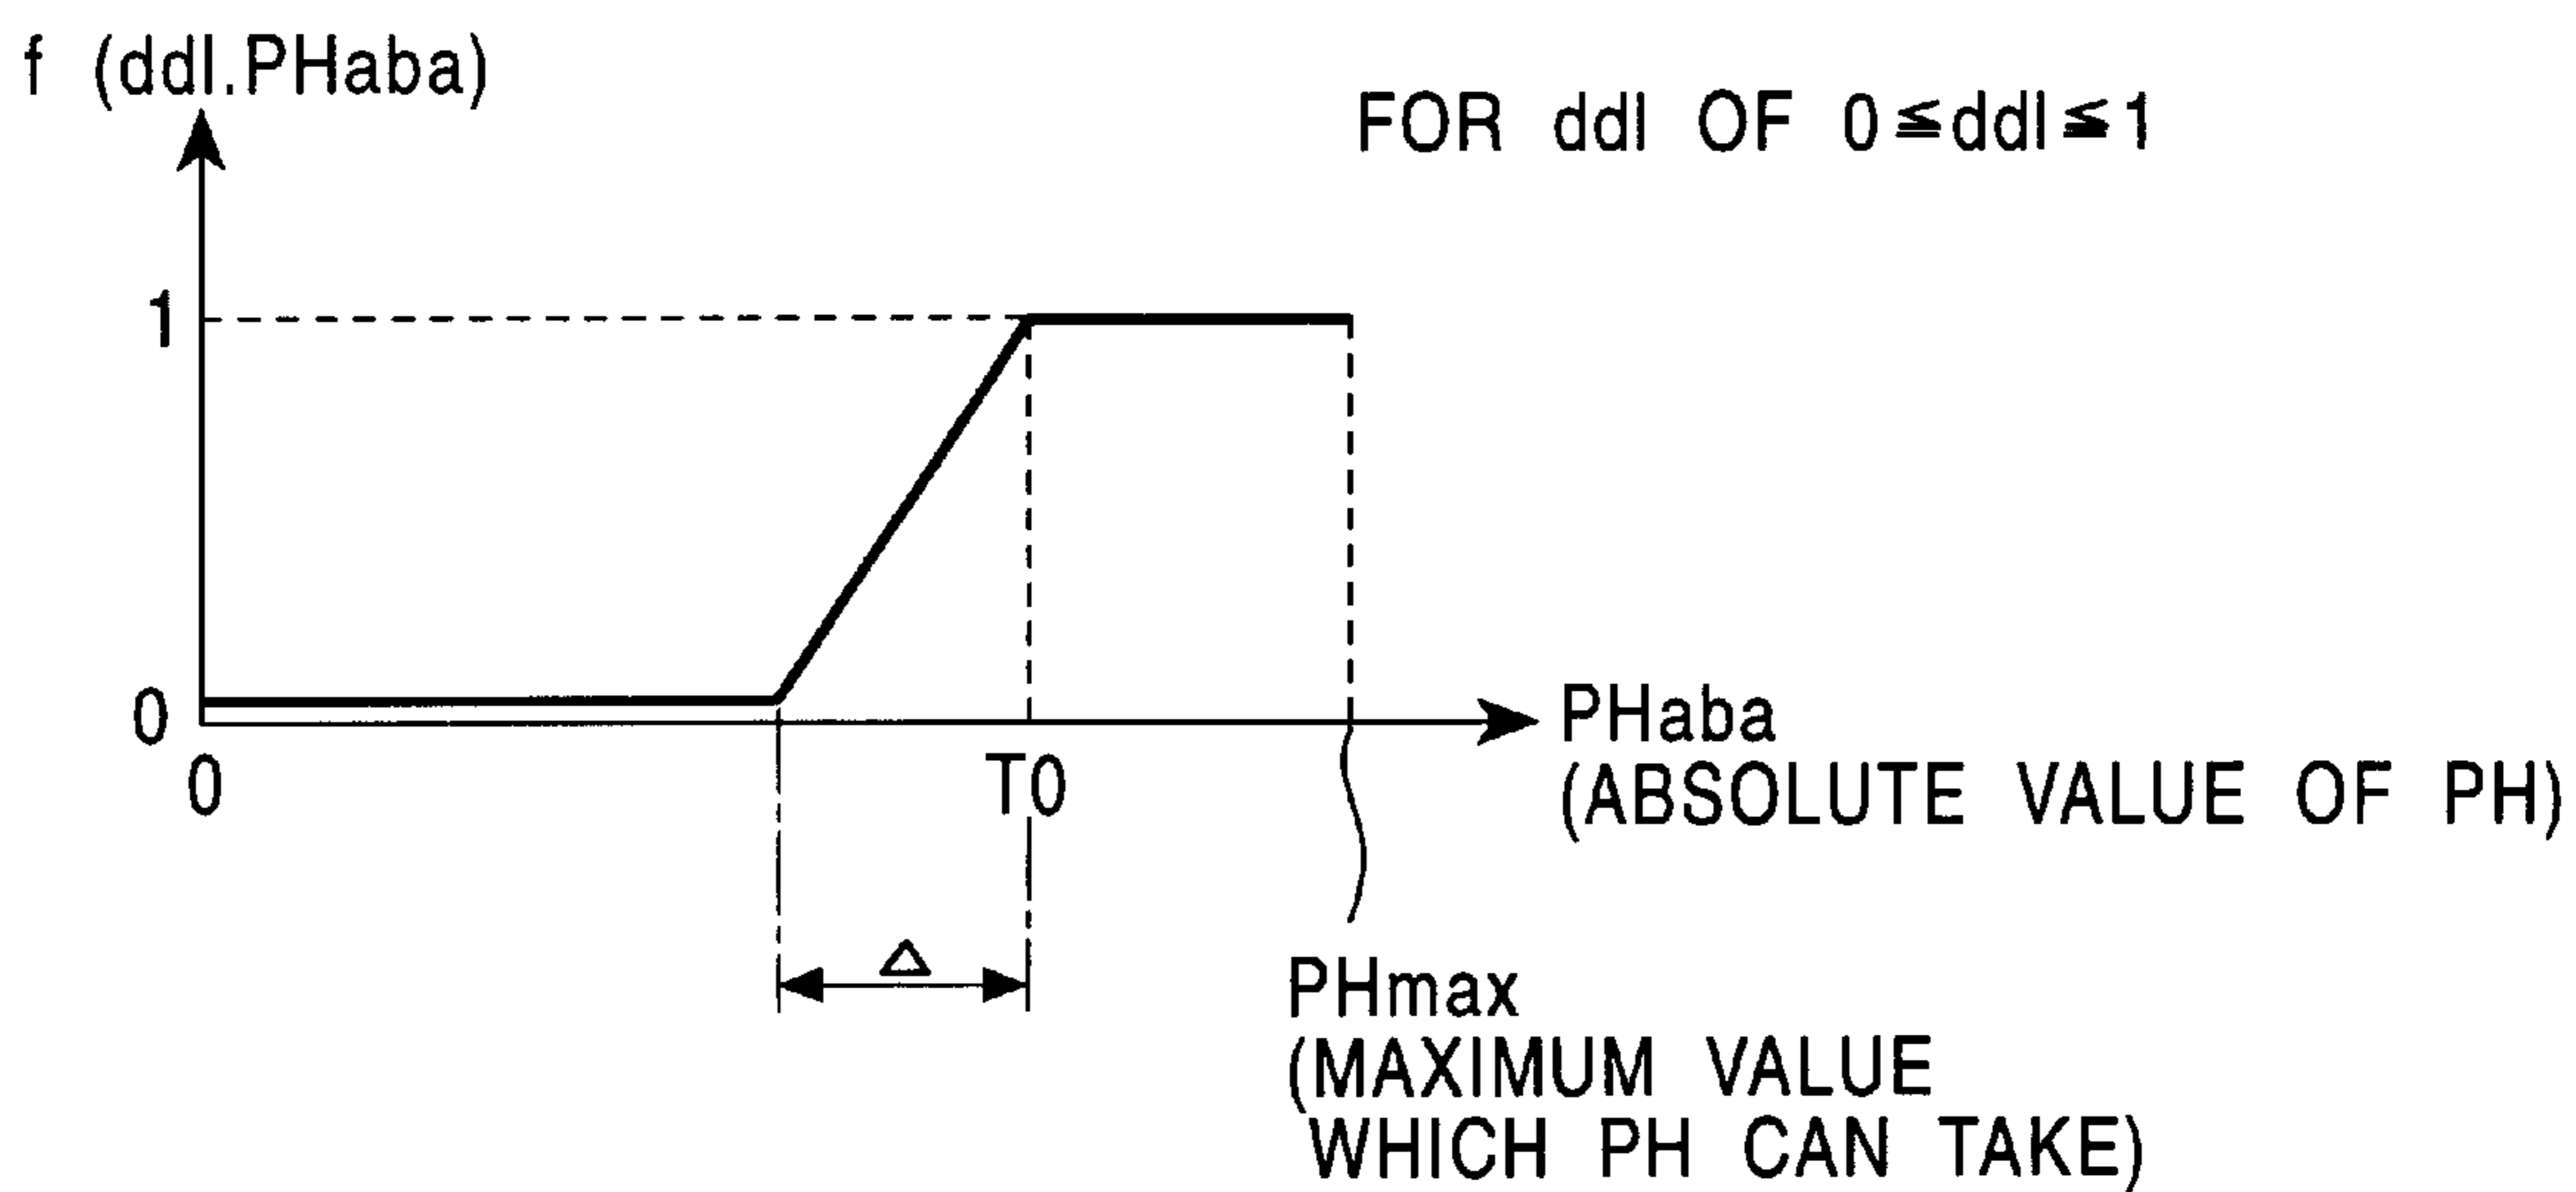 f (ddl.PHaba)
FOR ddl OF 0≦ddl≦1
1
0
0
T0
PHaba
(ABSOLUTE VALUE OF PH)
Δ
PHmax
(MAXIMUM VALUE
WHICH PH CAN TAKE)